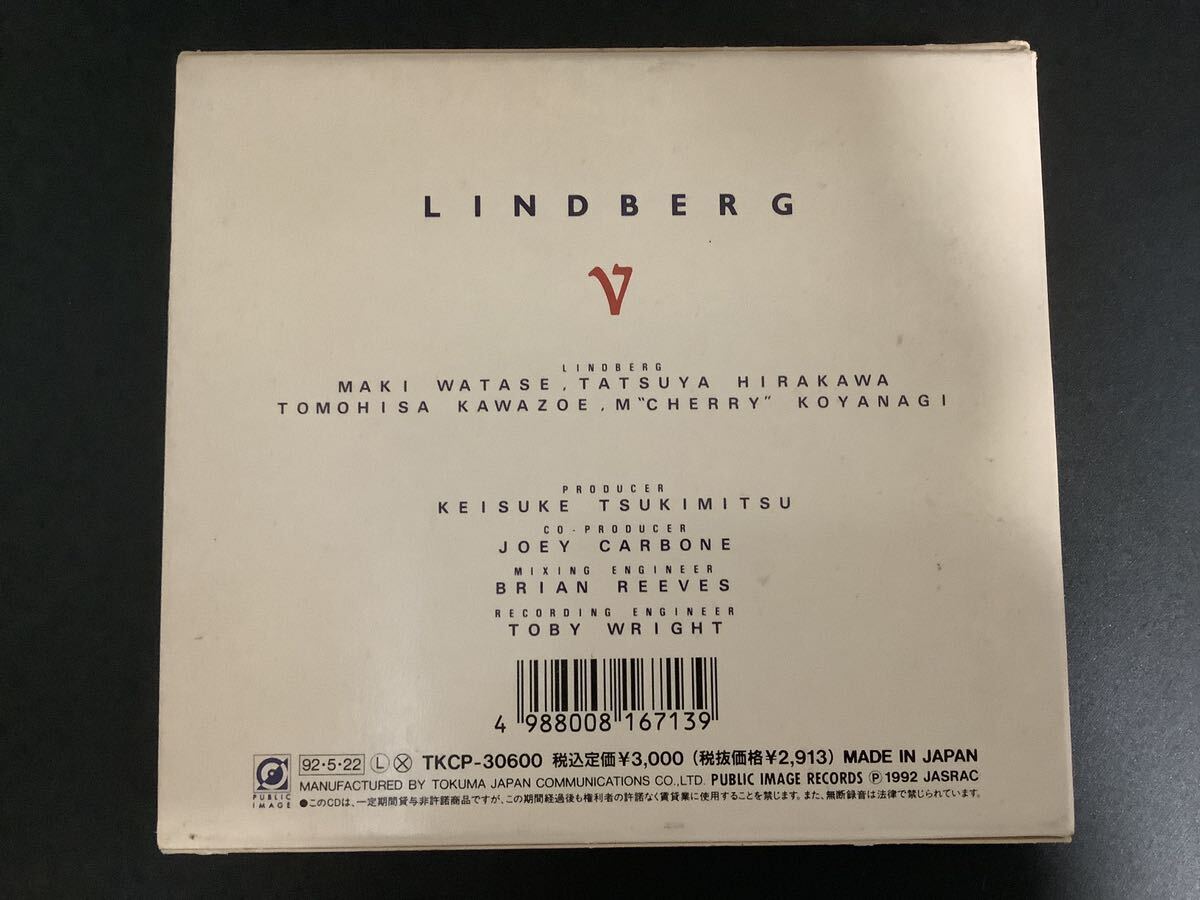 LINDBERG
V
LINDBERG
MAKI WATASE, TATSUYA HIRAKAWA
TOMOHISA KAWAZOE, M"CHERRY" KOYANAGI
PRODUCER
KEISUKE TSUKIMITSU
CO-PRODUCER
JOEY CARBONE
MIXING ENGINEER
BRIAN REEVES
RECORDING ENGINEER
TOBY WRIGHT
4 988008 167139
92・5・22 Ⓛ Ⓧ TKCP-30600 税込定価¥3,000(税抜価格¥2,913) MADE IN JAPAN
PUBLIC IMAGE
MANUFACTURED BY TOKUMA JAPAN COMMUNICATIONS CO.,LTD. PUBLIC IMAGE RECORDS Ⓟ 1992 JASRAC
●このCDは、一定期間貸与非許諾商品ですが、この期間経過後も権利者の許諾なく賃貸業に使用することを禁じます。また、無断録音は法律で禁じられています。